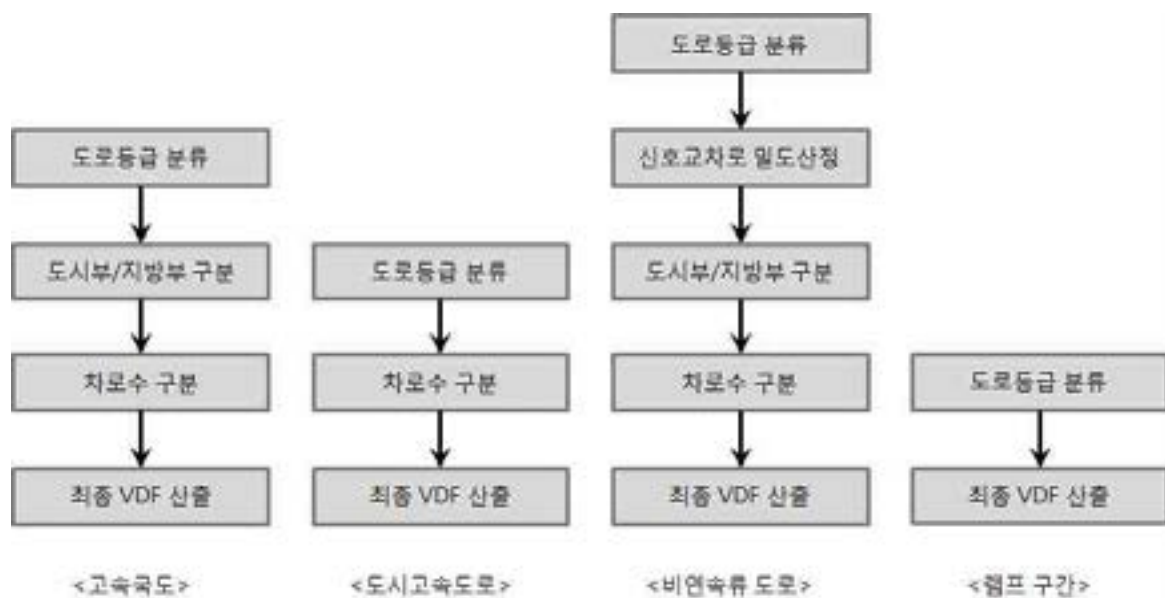 도로등급 분류
도시부/지방부 구분
차로수 구분
최종 VDF 산출
<고속국도>
도로등급 분류
차로수 구분
최종 VDF 산출
<도시고속도로>
도로등급 분류
신호교차로 밀도산정
도시부/지방부 구분
차로수 구분
최종 VDF 산출
<비연속류 도로>
도로등급 분류
최종 VDF 산출
<램프 구간>